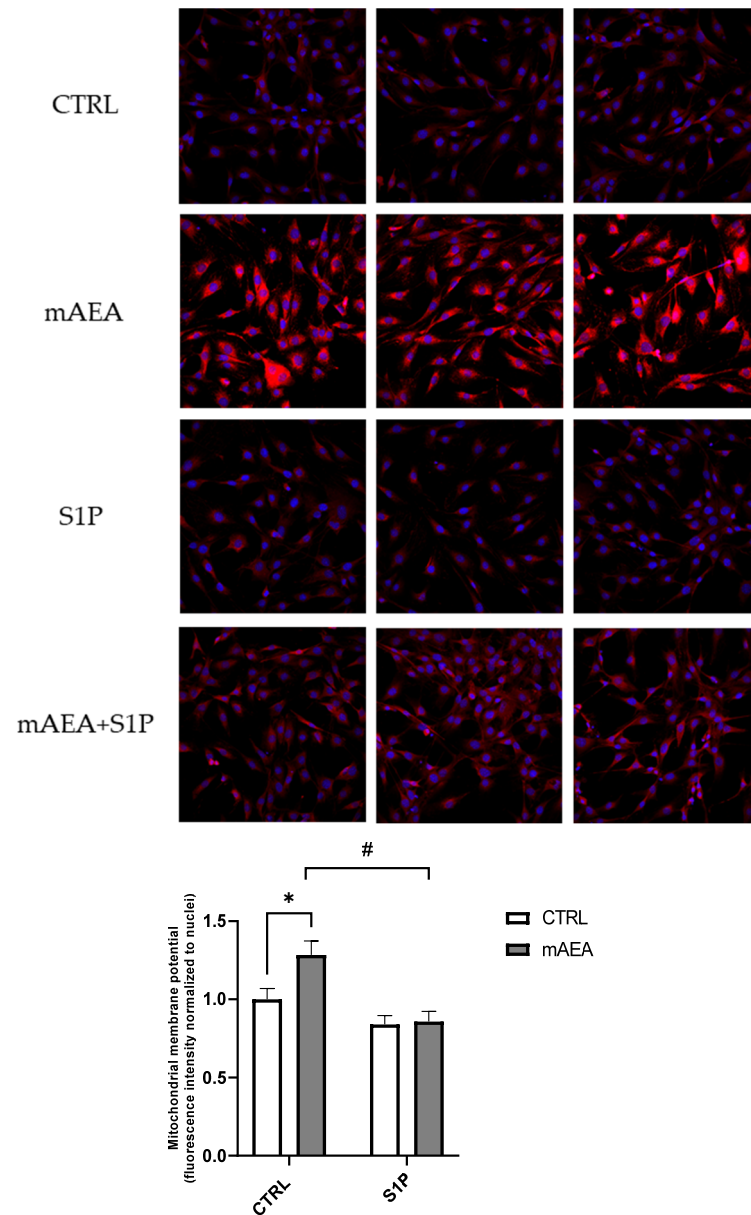 CTRL
mAEA
S1P
mAEA+S1P
#
*
Mitochondrial membrane potential
(fluorescence intensity normalized to nuclei)
1.5
1.0
0.5
0.0
CTRL
S1P
CTRL
mAEA